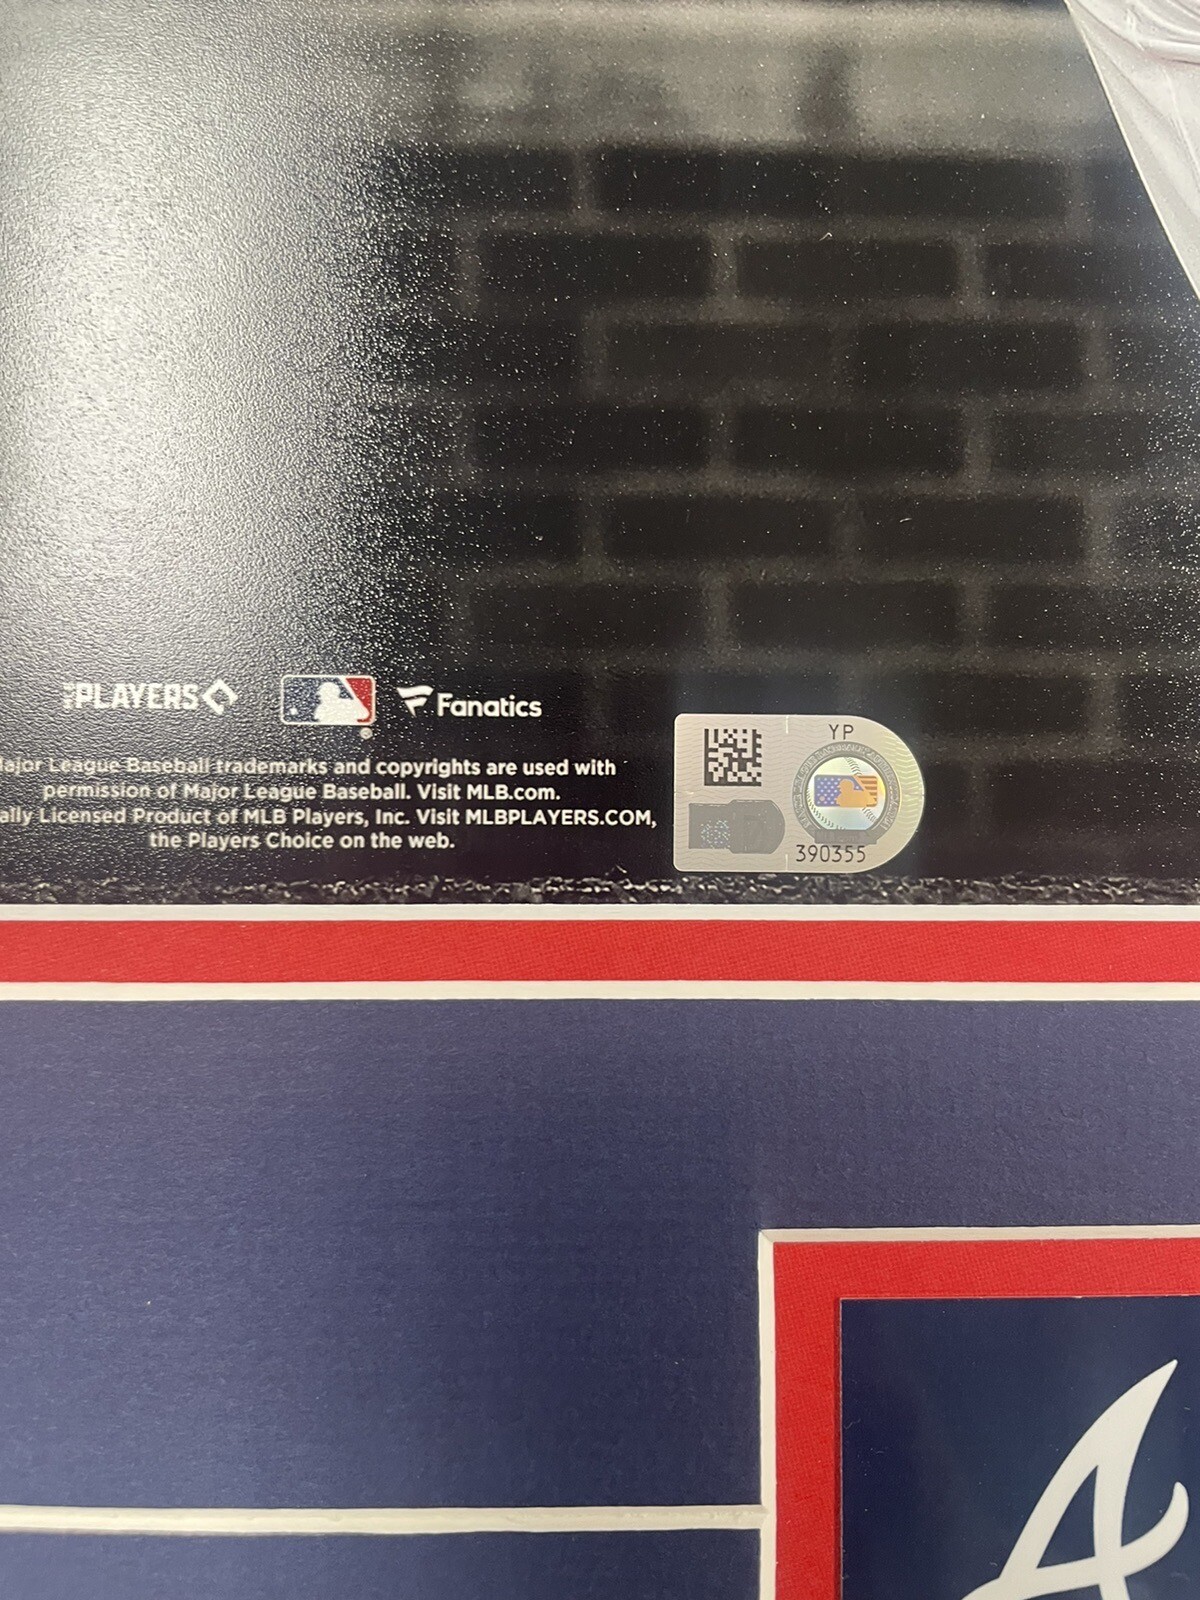 PLAYERS
Fanatics
YP
ajor League Baseball trademarks and copyrights are used with
permission of Major League Baseball. Visit MLB.com.
ally Licensed Product of MLB Players, Inc. Visit MLBPLAYERS.COM,
the Players Choice on the web.
390355
A